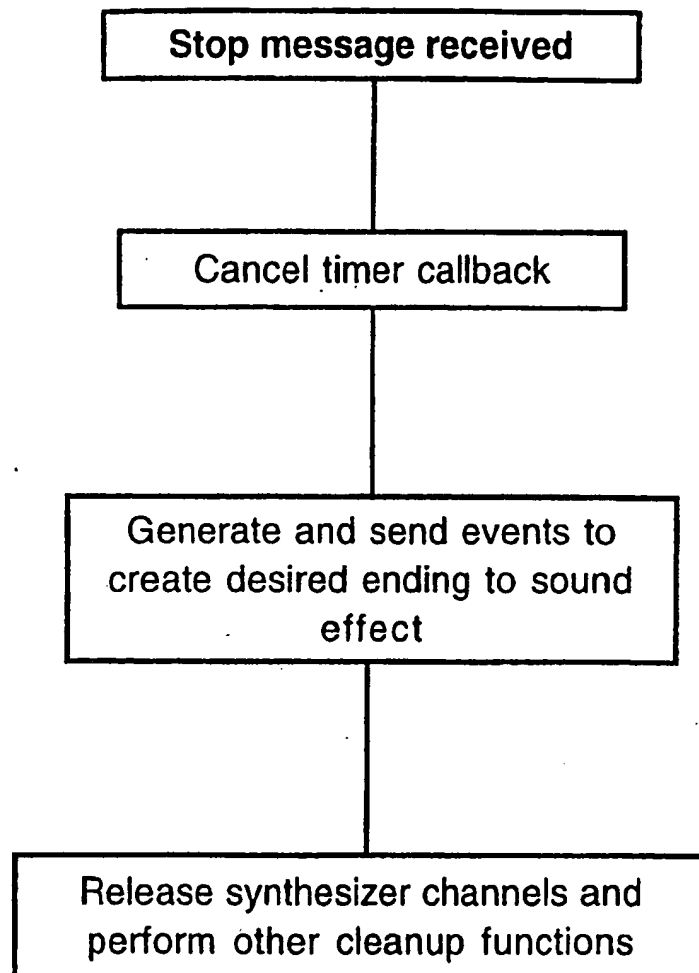 Stop message received
Cancel timer callback
Generate and send events to
create desired ending to sound
effect
Release synthesizer channels and
perform other cleanup functions